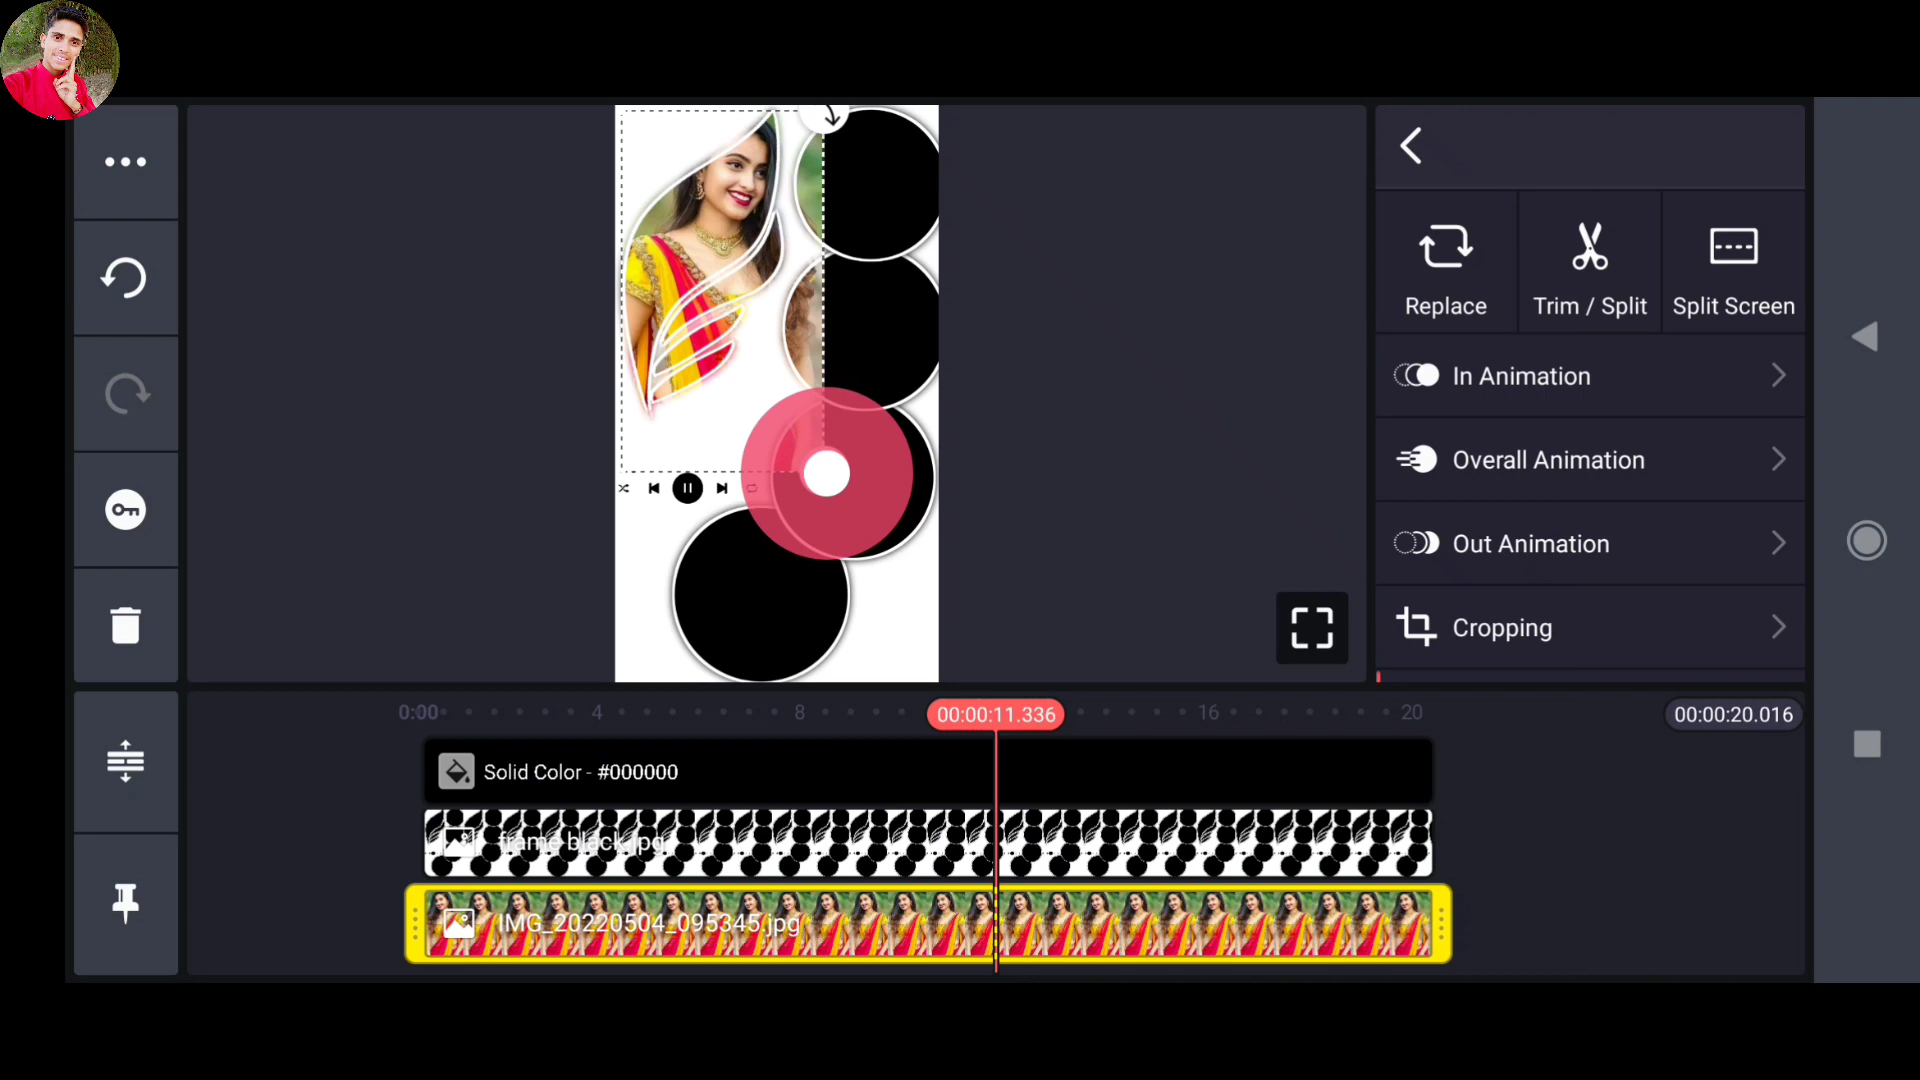 Replace
Trim / Split
Split Screen
In Animation
Overall Animation
Out Animation
Cropping
0:00
4
8
00:00:11.336
16
20
00:00:20.016
Solid Color - #000000
frame black.jpg
IMG_20220504_095345.jpg